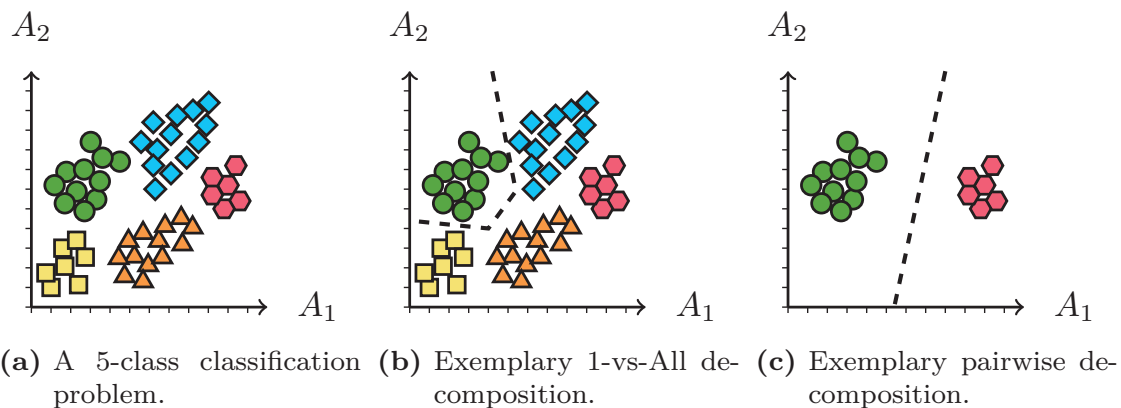 A2 A2 A2
A1 A1 A1
(a) A 5-class classification problem.
(b) Exemplary 1-vs-All de-
composition.
(c) Exemplary pairwise de-
composition.